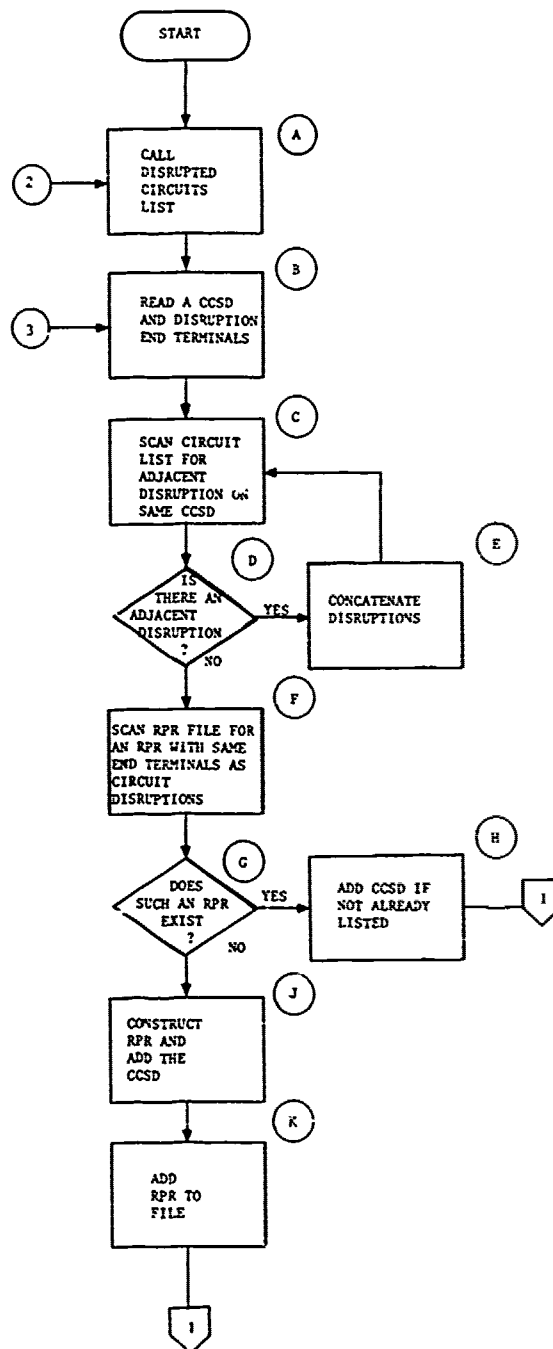 START
A
CALL
DISRUPTED
CIRCUITS
LIST
2
B
READ A CCSD
AND DISRUPTION
END TERMINALS
3
C
SCAN CIRCUIT
LIST FOR
ADJACENT
DISRUPTION ON
SAME CCSD
D
IS
THERE AN
ADJACENT
DISRUPTION
?
YES
NO
E
CONCATENATE
DISRUPTIONS
F
SCAN RPR FILE FOR
AN RPR WITH SAME
END TERMINALS AS
CIRCUIT
DISRUPTIONS
G
DOES
SUCH AN RPR
EXIST
?
YES
NO
H
ADD CCSD IF
NOT ALREADY
LISTED
1
J
CONSTRUCT
RPR AND
ADD THE
CCSD
K
ADD
RPR TO
FILE
1